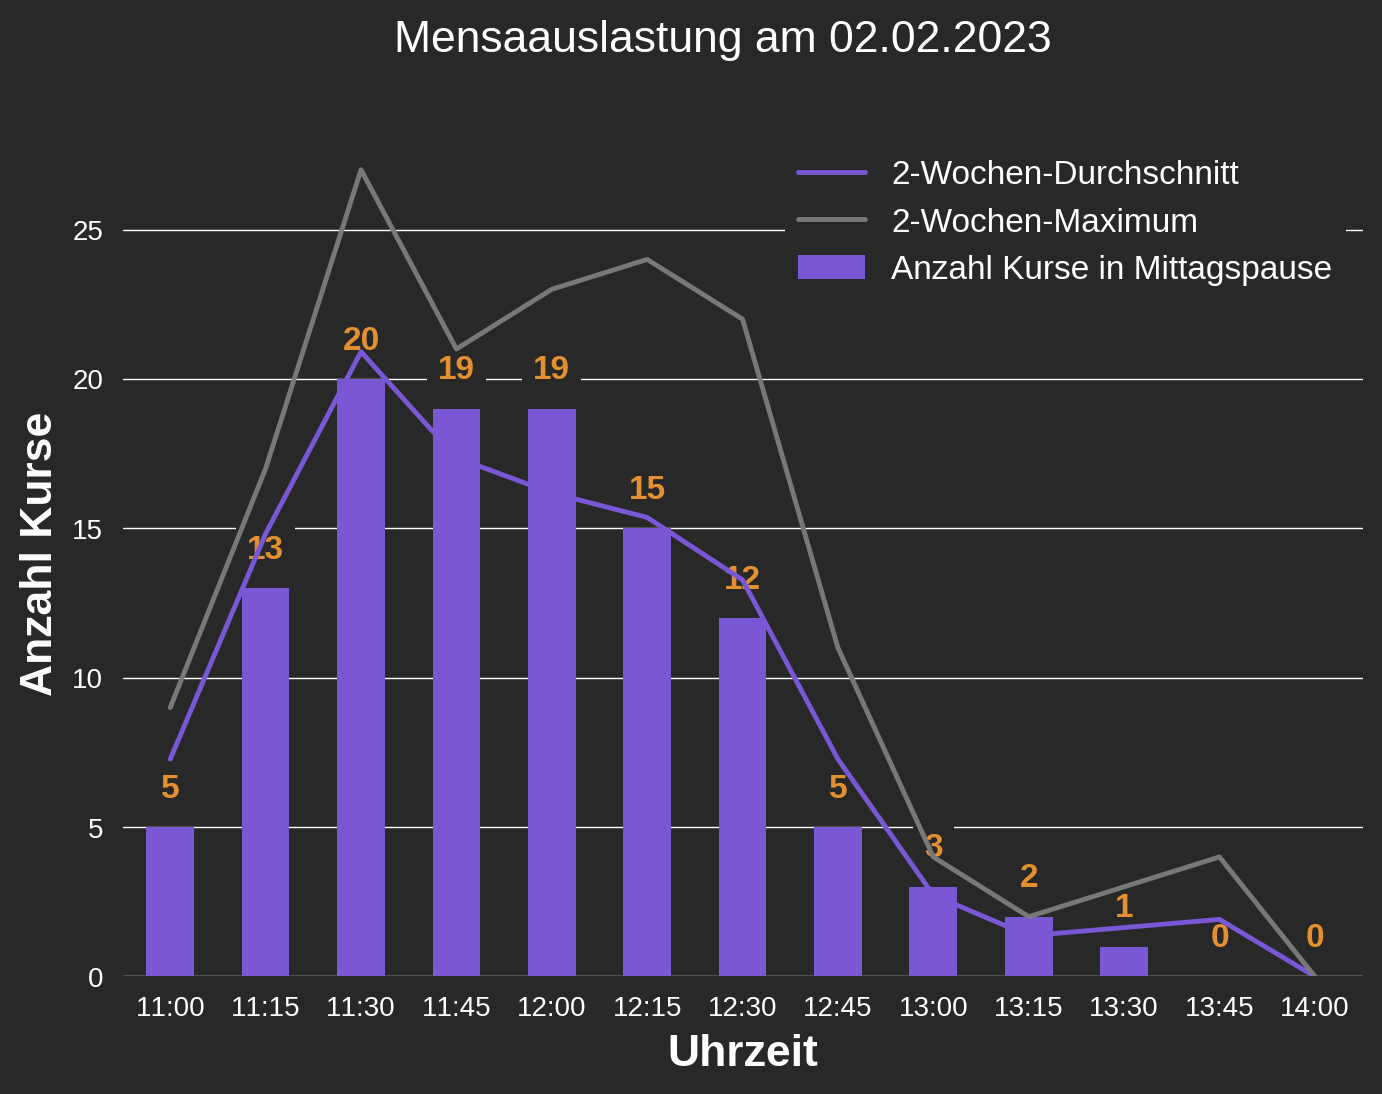 Mensaauslastung am 02.02.2023
2-Wochen-Durchschnitt
2-Wochen-Maximum
Anzahl Kurse in Mittagspause
Anzahl Kurse
25
20
15
10
5
0
5
13
20
19
19
15
12
5
3
2
1
0
0
11:00 11:15 11:30 11:45 12:00 12:15 12:30 12:45 13:00 13:15 13:30 13:45 14:00
Uhrzeit